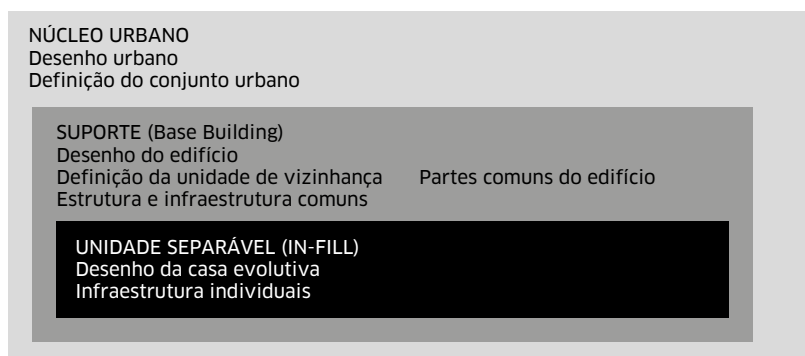 NÚCLEO URBANO
Desenho urbano
Definição do conjunto urbano
SUPORTE (Base Building)
Desenho do edifício
Definição da unidade de vizinhança Partes comuns do edifício
Estrutura e infraestrutura comuns
UNIDADE SEPARÁVEL (IN-FILL)
Desenho da casa evolutiva
Infraestrutura individuais